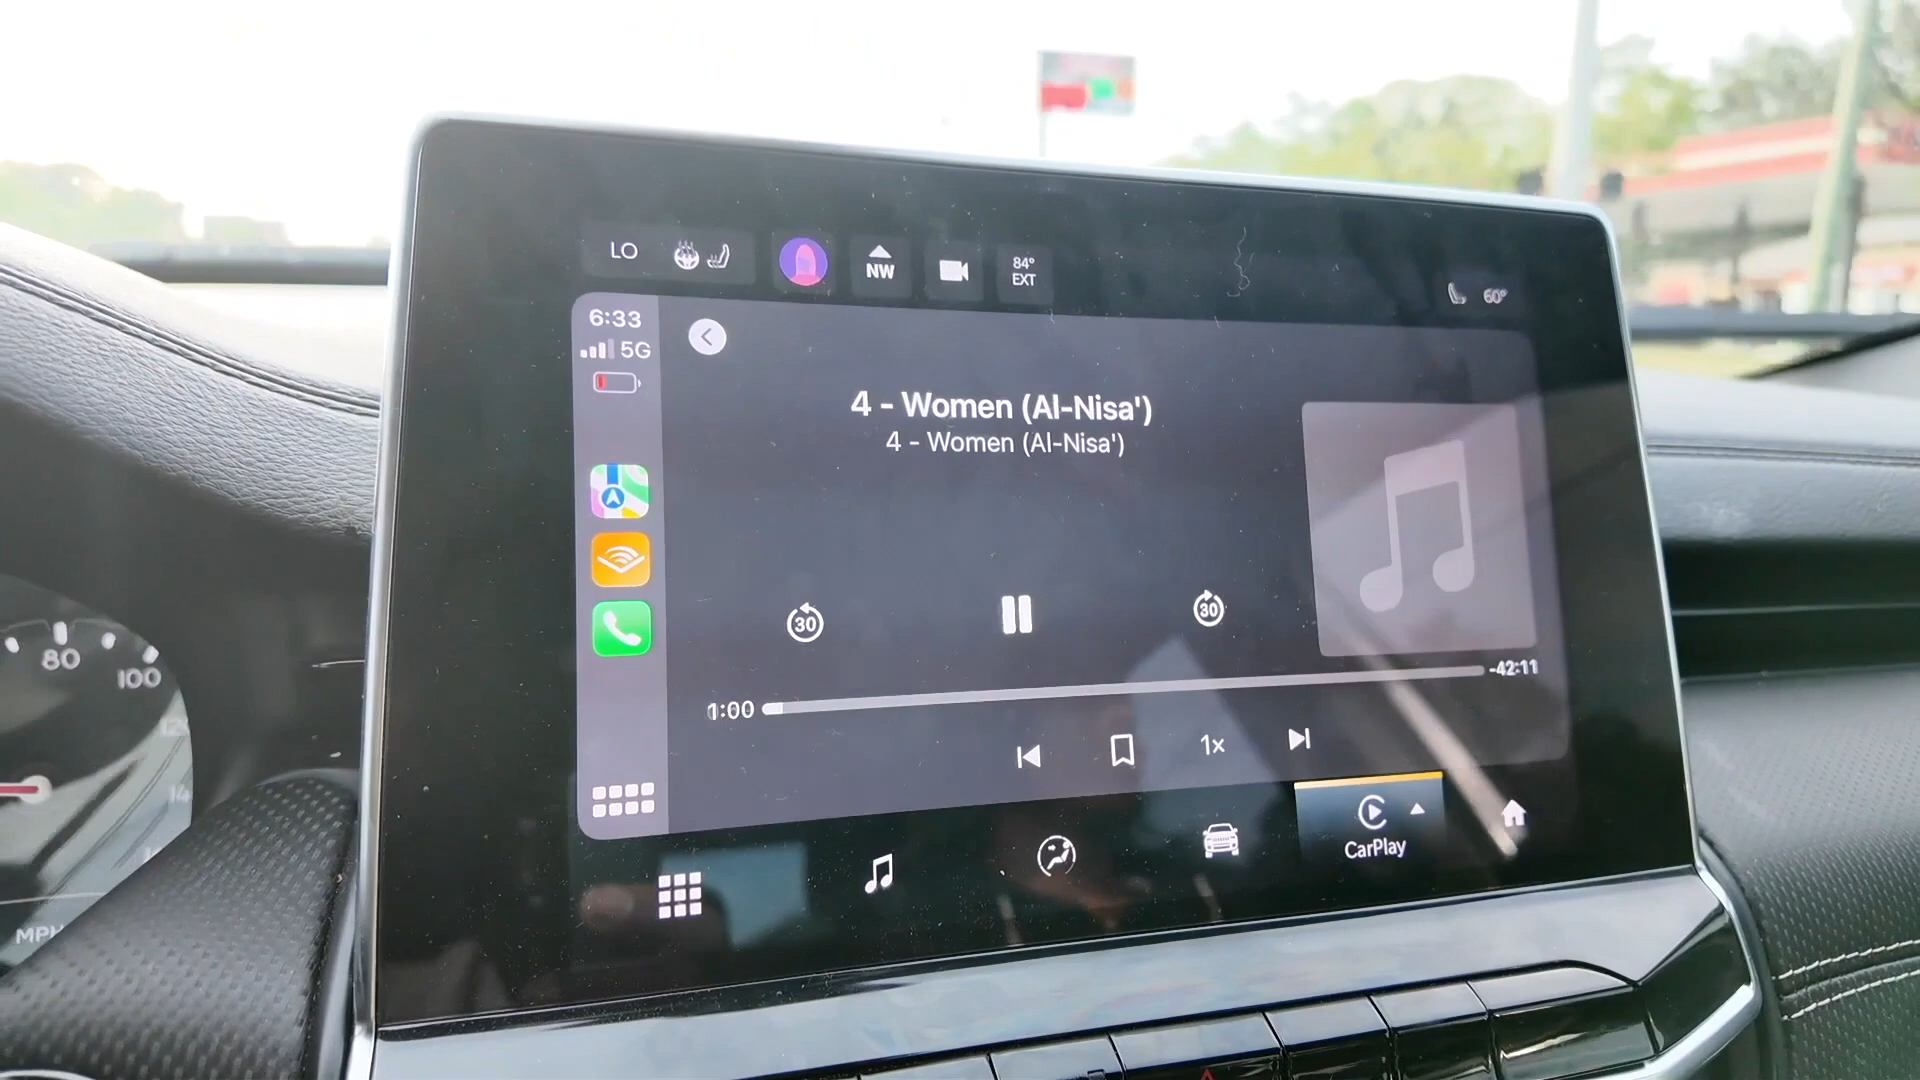 LO
NW
84°
EXT
60°
6:33
5G
4 - Women (Al-Nisa')
4 - Women (Al-Nisa')
30
30
1:00
-42:11
1x
CarPlay
80
100
MPH